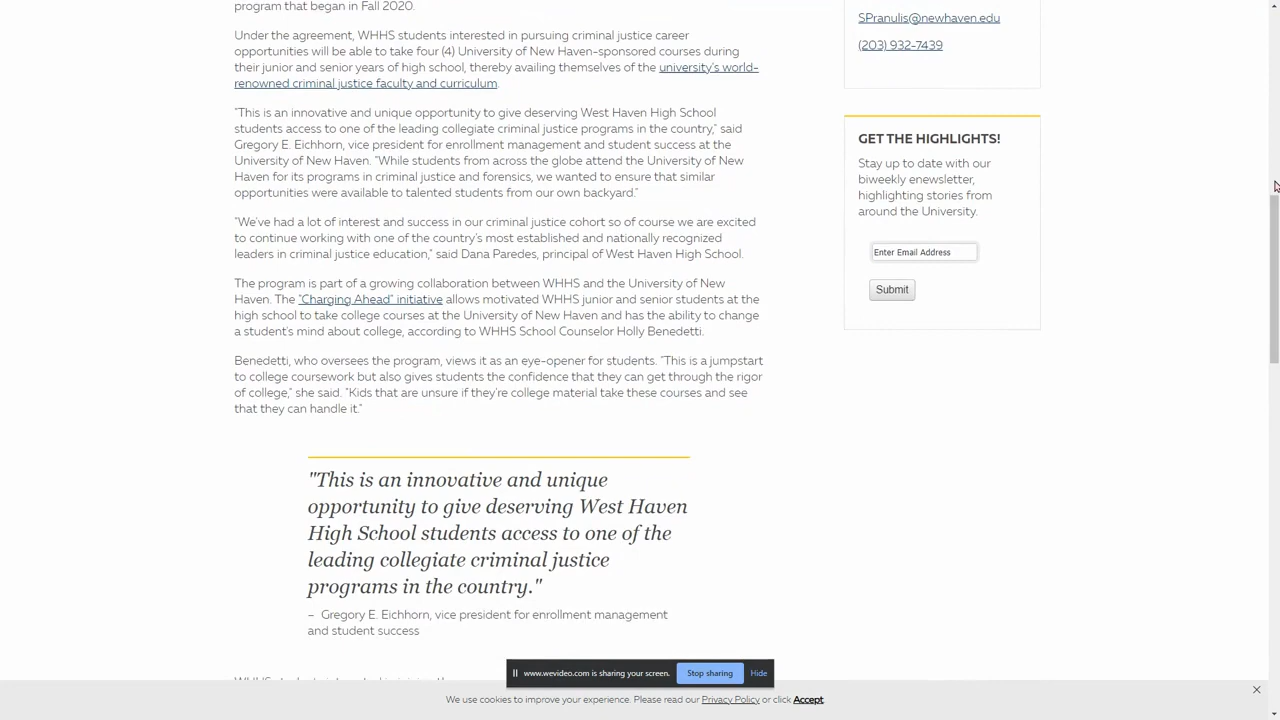 program that began in Fall 2020.
Under the agreement, WHHS students interested in pursuing criminal justice career
opportunities will be able to take four (4) University of New Haven-sponsored courses during
their junior and senior years of high school, thereby availing themselves of the university's world-
renowned criminal justice faculty and curriculum.
"This is an innovative and unique opportunity to give deserving West Haven High School
students access to one of the leading collegiate criminal justice programs in the country," said
Gregory E. Eichhorn, vice president for enrollment management and student success at the
University of New Haven. "While students from across the globe attend the University of New
Haven for its programs in criminal justice and forensics, we wanted to ensure that similar
opportunities were available to talented students from our own backyard."
"We've had a lot of interest and success in our criminal justice cohort so of course we are excited
to continue working with one of the country's most established and nationally recognized
leaders in criminal justice education," said Dana Paredes, principal of West Haven High School.
The program is part of a growing collaboration between WHHS and the University of New
Haven. The "Charging Ahead" initiative allows motivated WHHS junior and senior students at the
high school to take college courses at the University of New Haven and has the ability to change
a student's mind about college, according to WHHS School Counselor Holly Benedetti.
Benedetti, who oversees the program, views it as an eye-opener for students. "This is a jumpstart
to college coursework but also gives students the confidence that they can get through the rigor
of college," she said. "Kids that are unsure if they're college material take these courses and see
that they can handle it."
"This is an innovative and unique
opportunity to give deserving West Haven
High School students access to one of the
leading collegiate criminal justice
programs in the country."
– Gregory E. Eichhorn, vice president for enrollment management
and student success
SPranulis@newhaven.edu
(203) 932-7439
GET THE HIGHLIGHTS!
Stay up to date with our
biweekly enewsletter,
highlighting stories from
around the University.
Enter Email Address
Submit
www.wevideo.com is sharing your screen.
Stop sharing
Hide
We use cookies to improve your experience. Please read our Privacy Policy or click Accept